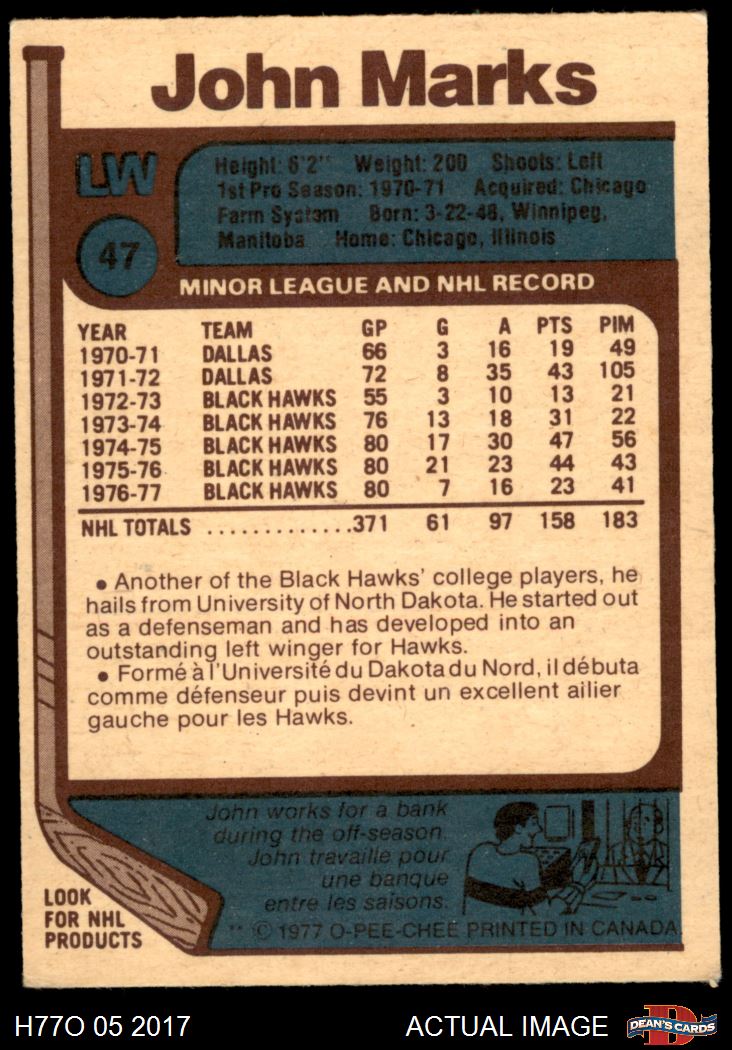 John Marks
LW
47
Height: 6'2" Weight: 200 Shoots: Left
1st Pro Season: 1970-71 Acquired: Chicago
Farm System Born: 3-22-48, Winnipeg,
Manitoba Home: Chicago, Illinois
MINOR LEAGUE AND NHL RECORD
YEAR TEAM GP G A PTS PIM
1970-71 DALLAS 66 3 16 19 49
1971-72 DALLAS 72 8 35 43 105
1972-73 BLACK HAWKS 55 3 10 13 21
1973-74 BLACK HAWKS 76 13 18 31 22
1974-75 BLACK HAWKS 80 17 30 47 56
1975-76 BLACK HAWKS 80 21 23 44 43
1976-77 BLACK HAWKS 80 7 16 23 41
NHL TOTALS .............371 61 97 158 183
• Another of the Black Hawks' college players, he
hails from University of North Dakota. He started out
as a defenseman and has developed into an
outstanding left winger for Hawks.
• Formé à l'Université du Dakota du Nord, il débuta
comme défenseur puis devint un excellent ailier
gauche pour les Hawks.
John works for a bank
during the off-season.
John travaille pour
une banque
entre les saisons.
LOOK
FOR NHL
PRODUCTS
** © 1977 O-PEE-CHEE PRINTED IN CANADA
H77O 05 2017
ACTUAL IMAGE
D
DEAN'S CARDS